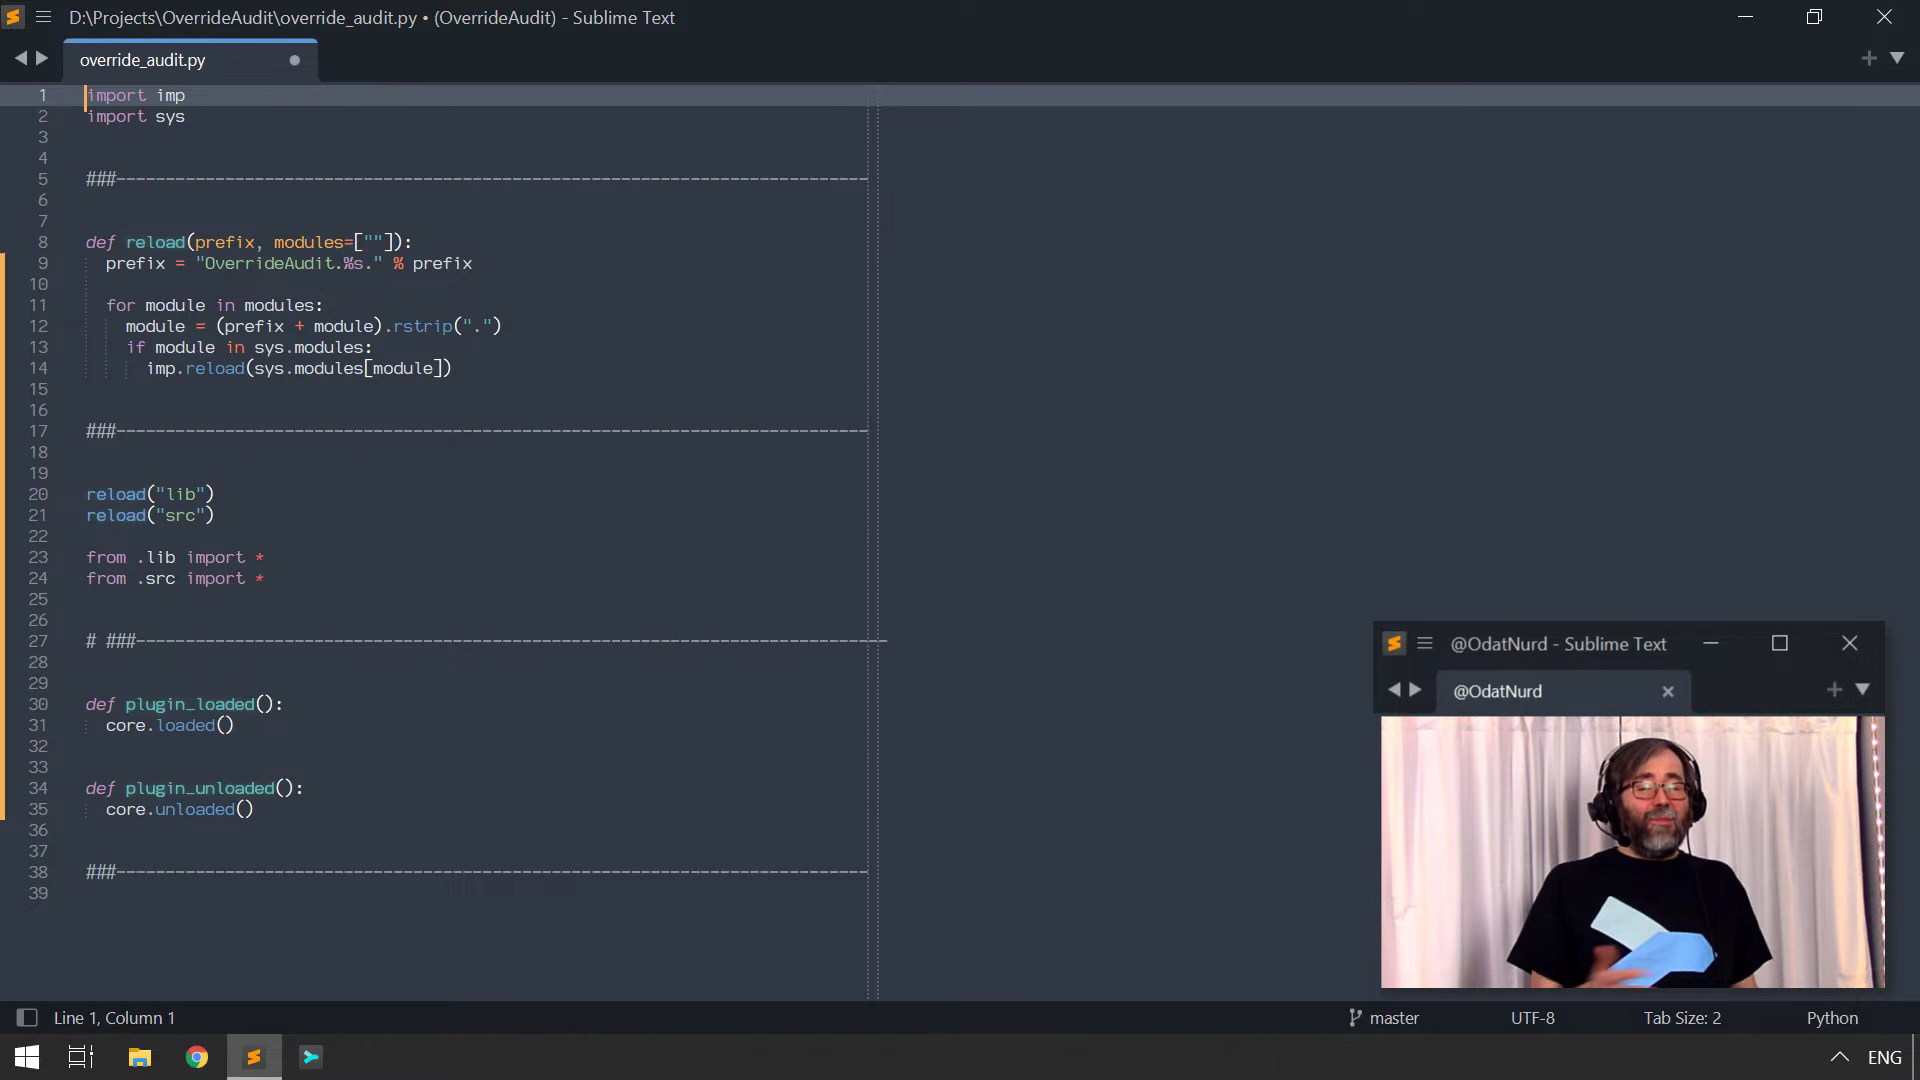 D:\Projects\OverrideAudit\override_audit.py • (OverrideAudit) - Sublime Text
override_audit.py
1 import imp
2 import sys
3
4
5 ###---------------------------------------------------------------------------
6
7
8 def reload(prefix, modules=[""]):
9   prefix = "OverrideAudit.%s." % prefix
10
11   for module in modules:
12     module = (prefix + module).rstrip(".")
13     if module in sys.modules:
14       imp.reload(sys.modules[module])
15
16
17 ###---------------------------------------------------------------------------
18
19
20 reload("lib")
21 reload("src")
22
23 from .lib import *
24 from .src import *
25
26
27 # ###---------------------------------------------------------------------------
28
29
30 def plugin_loaded():
31   core.loaded()
32
33
34 def plugin_unloaded():
35   core.unloaded()
36
37
38 ###---------------------------------------------------------------------------
39
@OdatNurd - Sublime Text
@OdatNurd
Line 1, Column 1
master
UTF-8
Tab Size: 2
Python
ENG